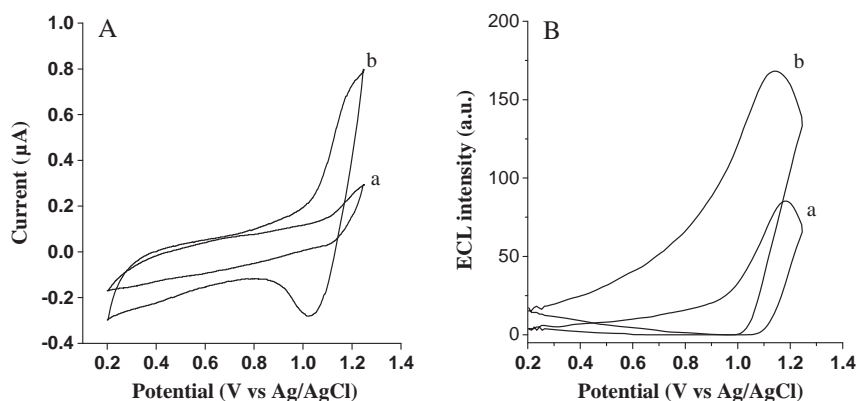 A
b
a
Current (µA)
1.0
0.8
0.6
0.4
0.2
0.0
-0.2
-0.4
0.2 0.4 0.6 0.8 1.0 1.2 1.4
Potential (V vs Ag/AgCl)
B
b
a
ECL intensity (a.u.)
200
150
100
50
0
0.2 0.4 0.6 0.8 1.0 1.2 1.4
Potential (V vs Ag/AgCl)